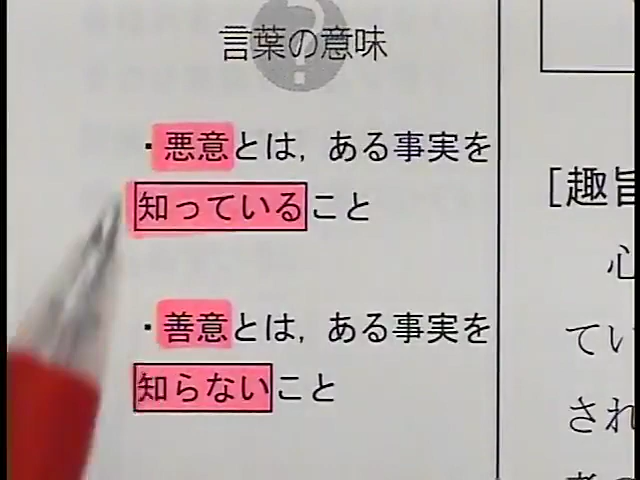 言葉の意味
・悪意とは，ある事実を
知っていること
・善意とは，ある事実を
知らないこと
[趣旨
心
てい
され